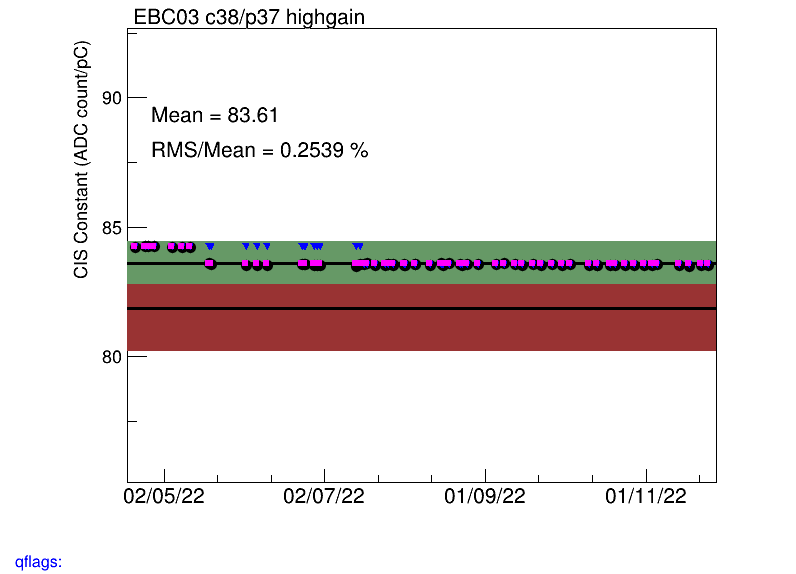 EBC03 c38/p37 highgain
CIS Constant (ADC count/pC)
90
Mean = 83.61
RMS/Mean = 0.2539 %
85
80
02/05/22 02/07/22 01/09/22 01/11/22
qflags: